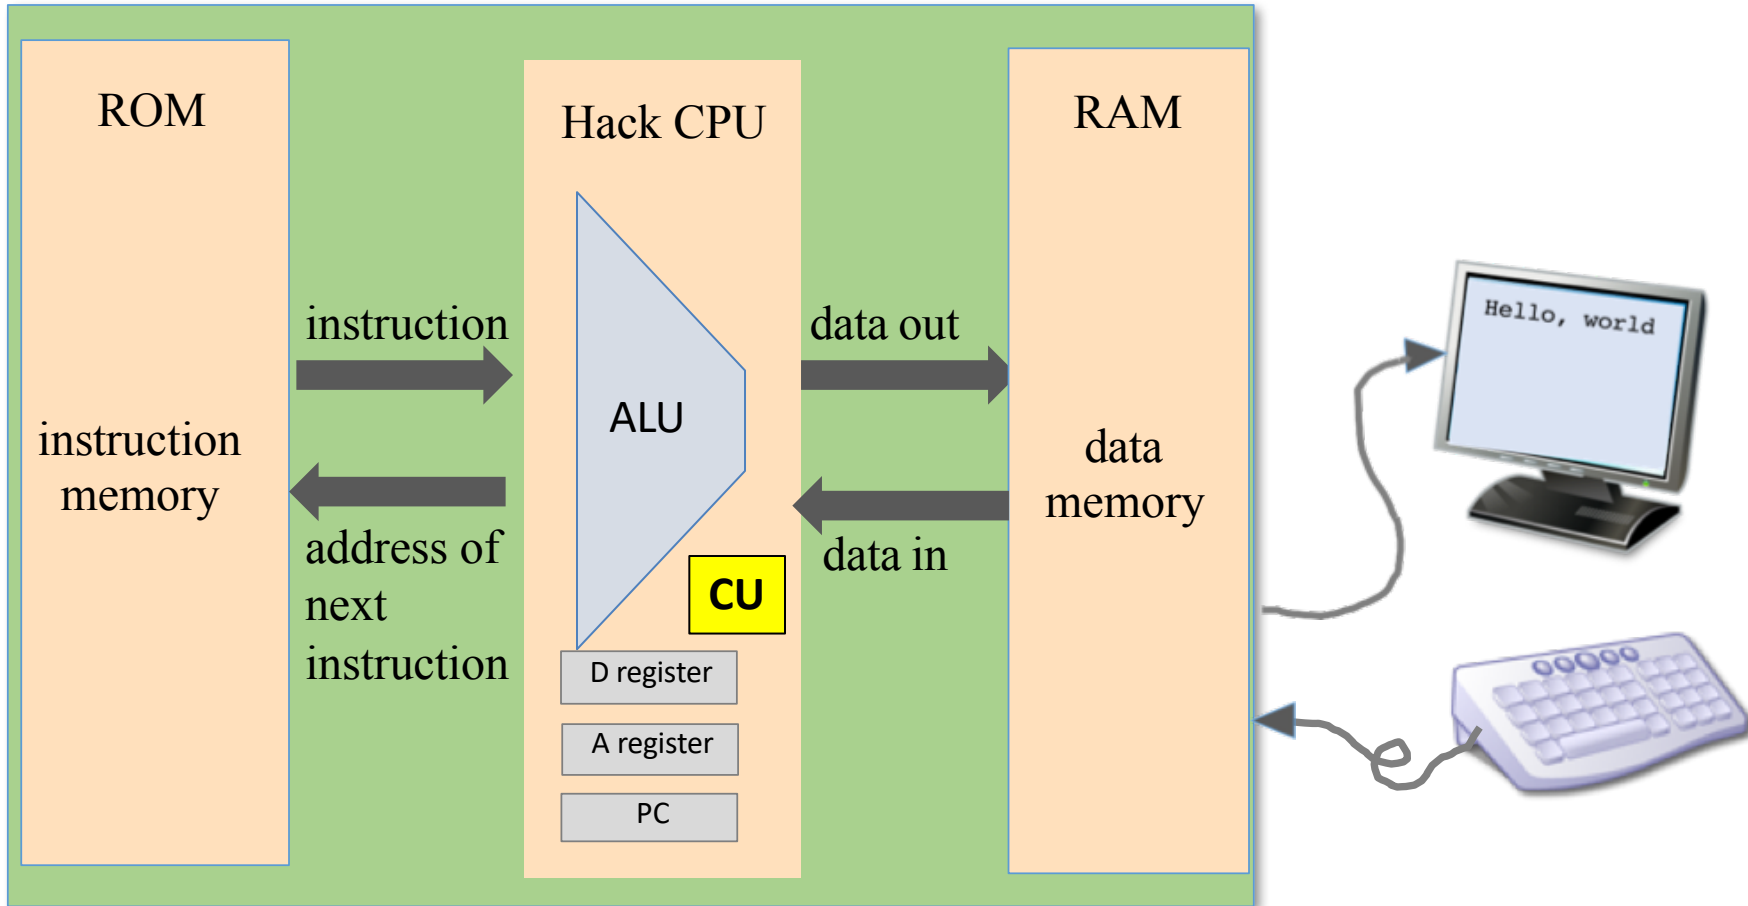 ROM
instruction
memory
instruction
address of
next
instruction
Hack CPU
ALU
CU
D register
A register
PC
data out
data in
RAM
data
memory
Hello, world